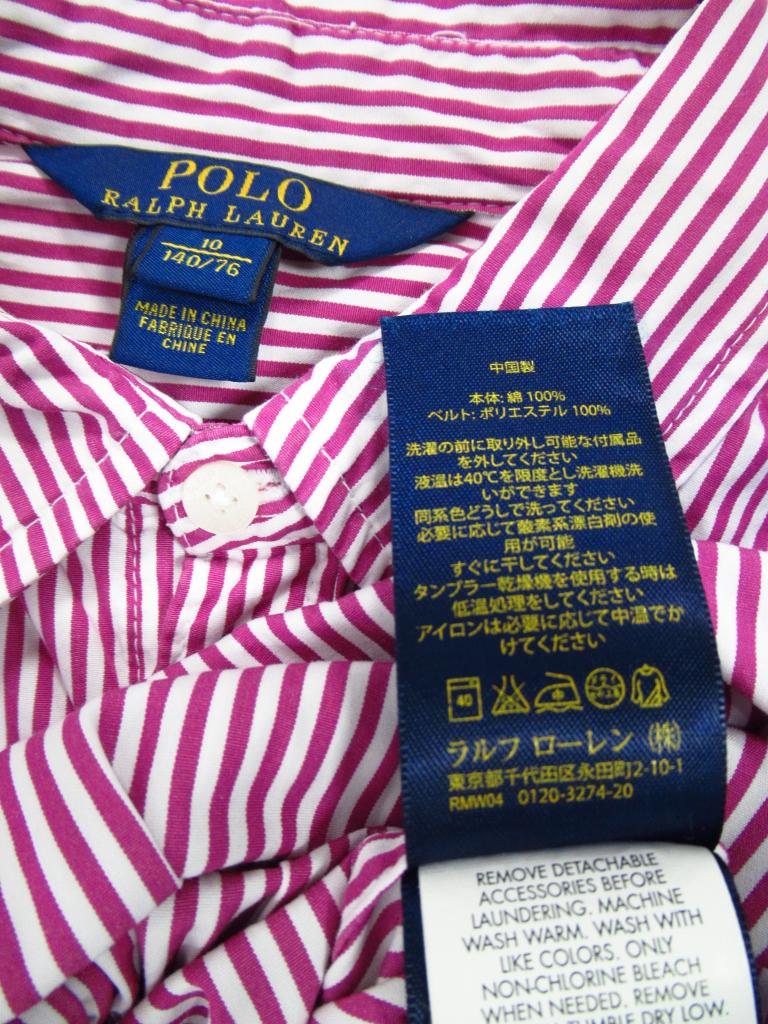 POLO
RALPH LAUREN
10
140/76
MADE IN CHINA
FABRIQUE EN
CHINE
中国製
本体: 綿 100%
ベルト: ポリエステル 100%
洗濯の前に取り外し可能な付属品
を外してください
液温は40℃を限度とし洗濯機洗
いができます
同系色どうしで洗ってください
必要に応じて酸素系漂白剤の使
用が可能
すぐに干してください
タンブラー乾燥機を使用する時は
低温処理をしてください
アイロンは必要に応じて中温でか
けてください
40
ラルフ ローレン (株)
東京都千代田区永田町2-10-1
RMW04 0120-3274-20
REMOVE DETACHABLE
ACCESSORIES BEFORE
LAUNDERING. MACHINE
WASH WARM. WASH WITH
LIKE COLORS. ONLY
NON-CHLORINE BLEACH
WHEN NEEDED. REMOVE
TUMBLE DRY LOW.